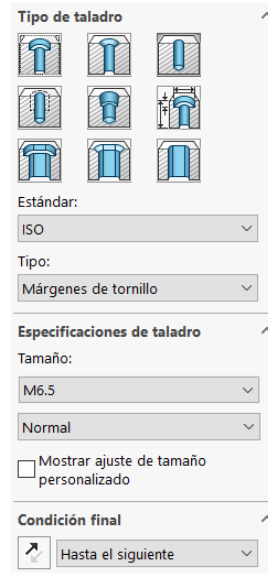 Tipo de taladro
Estándar:
ISO
Tipo:
Márgenes de tornillo
Especificaciones de taladro
Tamaño:
M6.5
Normal
Mostrar ajuste de tamaño
personalizado
Condición final
Hasta el siguiente